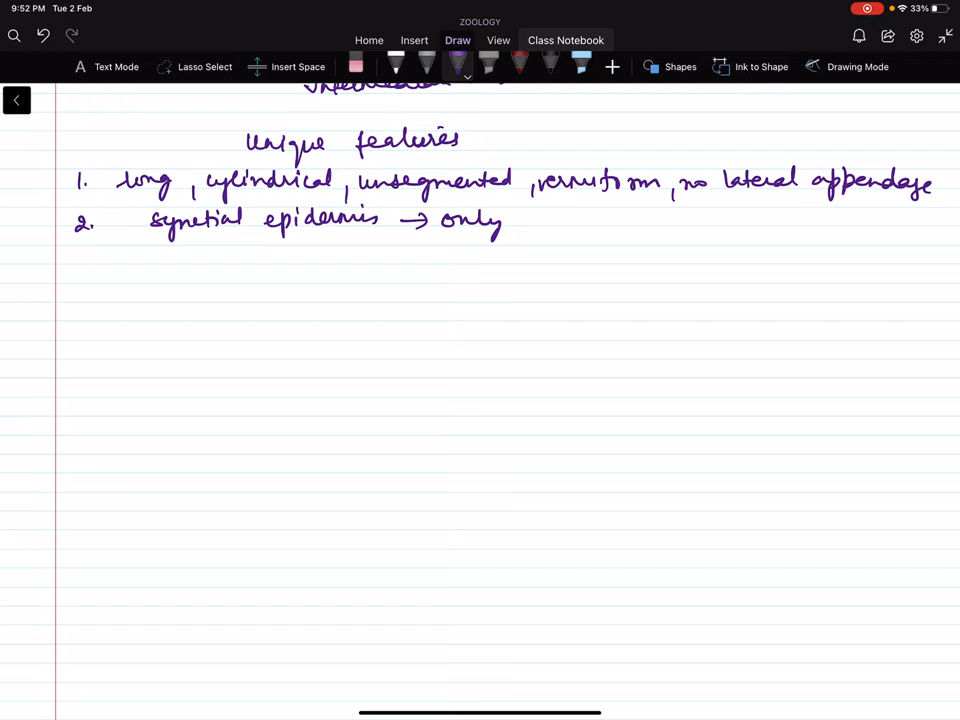 9:52 PM Tue 2 Feb
33%
ZOOLOGY
Home Insert Draw View Class Notebook
Text Mode Lasso Select Insert Space Shapes Ink to Shape Drawing Mode
Unique features
1. long, cylindrical, unsegmented, vermiform, no lateral appendage
2. synctial epidermis → only